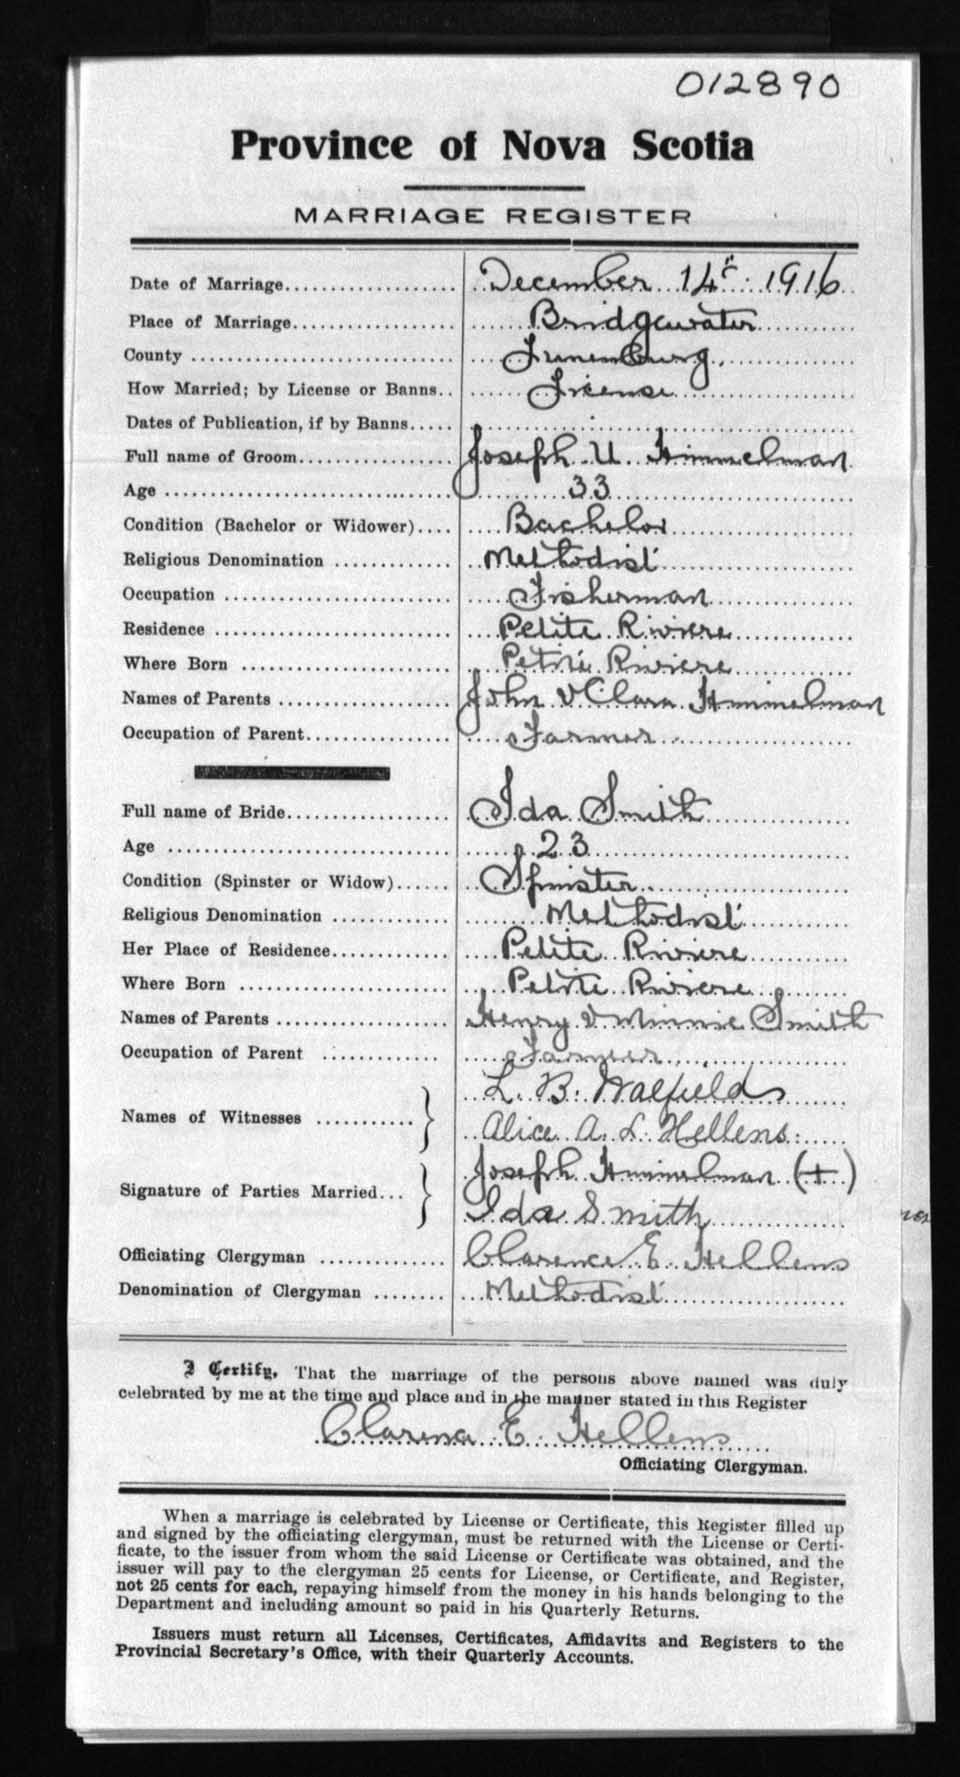 012890
Province of Nova Scotia
MARRIAGE REGISTER
Date of Marriage December 14th 1916
Place of Marriage Bridgewater
County Lunenburg
How Married; by License or Banns License
Dates of Publication, if by Banns
Full name of Groom Joseph U. Himmelman
Age 33
Condition (Bachelor or Widower) Bachelor
Religious Denomination Methodist
Occupation Fisherman
Residence Petite Riviere
Where Born Petite Riviere
Names of Parents John & Clara Himmelman
Occupation of Parent Farmer
Full name of Bride Ida Smith
Age 23
Condition (Spinster or Widow) Spinster
Religious Denomination Methodist
Her Place of Residence Petite Riviere
Where Born Petite Riviere
Names of Parents Henry & Minnie Smith
Occupation of Parent Farmer
L. B.
Names of Witnesses
Alice A. L. Hellens
Joseph Himmelman (+)
Signature of Parties Married
Ida Smith
Officiating Clergyman Clarence E. Hellens
Denomination of Clergyman Methodist
I Certify, That the marriage of the persons above named was duly
celebrated by me at the time and place and in the manner stated in this Register
Clarence E. Hellens
Officiating Clergyman.
When a marriage is celebrated by License or Certificate, this Register filled up
and signed by the officiating clergyman, must be returned with the License or Certi-
ficate, to the issuer from whom the said License or Certificate was obtained, and the
issuer will pay to the clergyman 25 cents for License, or Certificate, and Register,
not 25 cents for each, repaying himself from the money in his hands belonging to the
Department and including amount so paid in his Quarterly Returns.
Issuers must return all Licenses, Certificates, Affidavits and Registers to the
Provincial Secretary's Office, with their Quarterly Accounts.